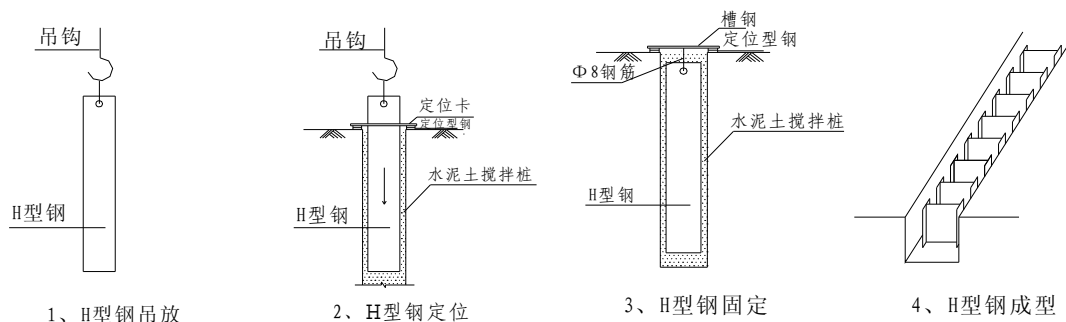 吊钩
H型钢
1、H型钢吊放
吊钩
定位卡
定位型钢
水泥土搅拌桩
H型钢
2、H型钢定位
槽钢
定位型钢
Φ8钢筋
水泥土搅拌桩
H型钢
3、H型钢固定
4、H型钢成型